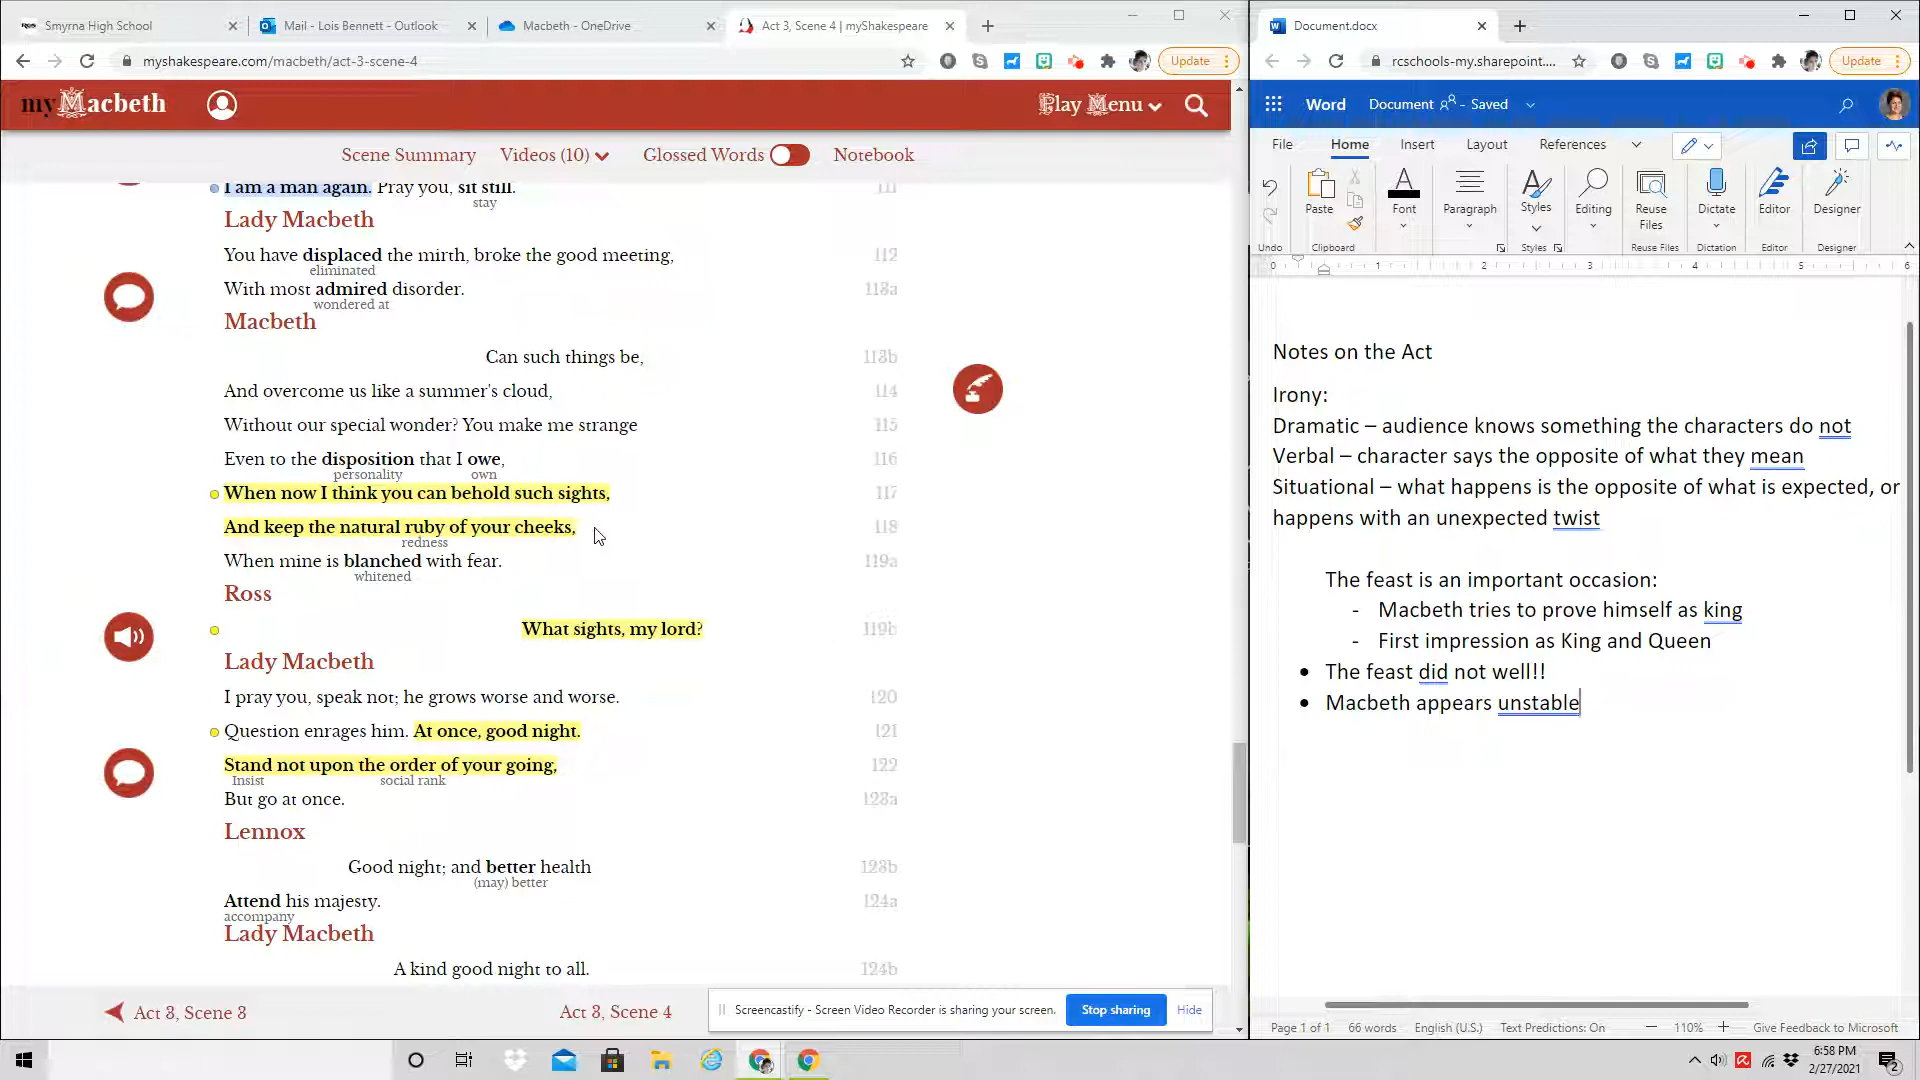 Smyrna High School
Mail - Lois Bennett - Outlook
Macbeth - OneDrive
Act 3, Scene 4 | myShakespeare
myshakespeare.com/macbeth/act-3-scene-4
Update
myMacbeth
Play Menu
Scene Summary
Videos (10)
Glossed Words
Notebook
I am a man again. Pray you, sit still. 111
stay
Lady Macbeth
You have displaced the mirth, broke the good meeting, 112
eliminated
With most admired disorder. 113a
wondered at
Macbeth
Can such things be, 113b
And overcome us like a summer's cloud, 114
Without our special wonder? You make me strange 115
Even to the disposition that I owe, 116
personality own
When now I think you can behold such sights, 117
And keep the natural ruby of your cheeks, 118
redness
When mine is blanched with fear. 119a
whitened
Ross
What sights, my lord? 119b
Lady Macbeth
I pray you, speak not; he grows worse and worse. 120
Question enrages him. At once, good night. 121
Stand not upon the order of your going, 122
Insist social rank
But go at once. 123a
Lennox
Good night; and better health 123b
(may) better
Attend his majesty. 124a
accompany
Lady Macbeth
A kind good night to all. 124b
Act 3, Scene 3
Act 3, Scene 4
Screencastify - Screen Video Recorder is sharing your screen.
Stop sharing
Hide
Document.docx
rcschools-my.sharepoint....
Update
Word
Document - Saved
File Home Insert Layout References
Paste Font Paragraph Styles Editing Reuse Files Dictate Editor Designer
Undo Clipboard Styles Reuse Files Dictation Editor Designer
0 1 2 3 4 5 6
Notes on the Act
Irony:
Dramatic – audience knows something the characters do not
Verbal – character says the opposite of what they mean
Situational – what happens is the opposite of what is expected, or
happens with an unexpected twist
The feast is an important occasion:
- Macbeth tries to prove himself as king
- First impression as King and Queen
• The feast did not well!!
• Macbeth appears unstable
Page 1 of 1 66 words English (U.S.) Text Predictions: On 110% Give Feedback to Microsoft
6:58 PM
2/27/2021
2